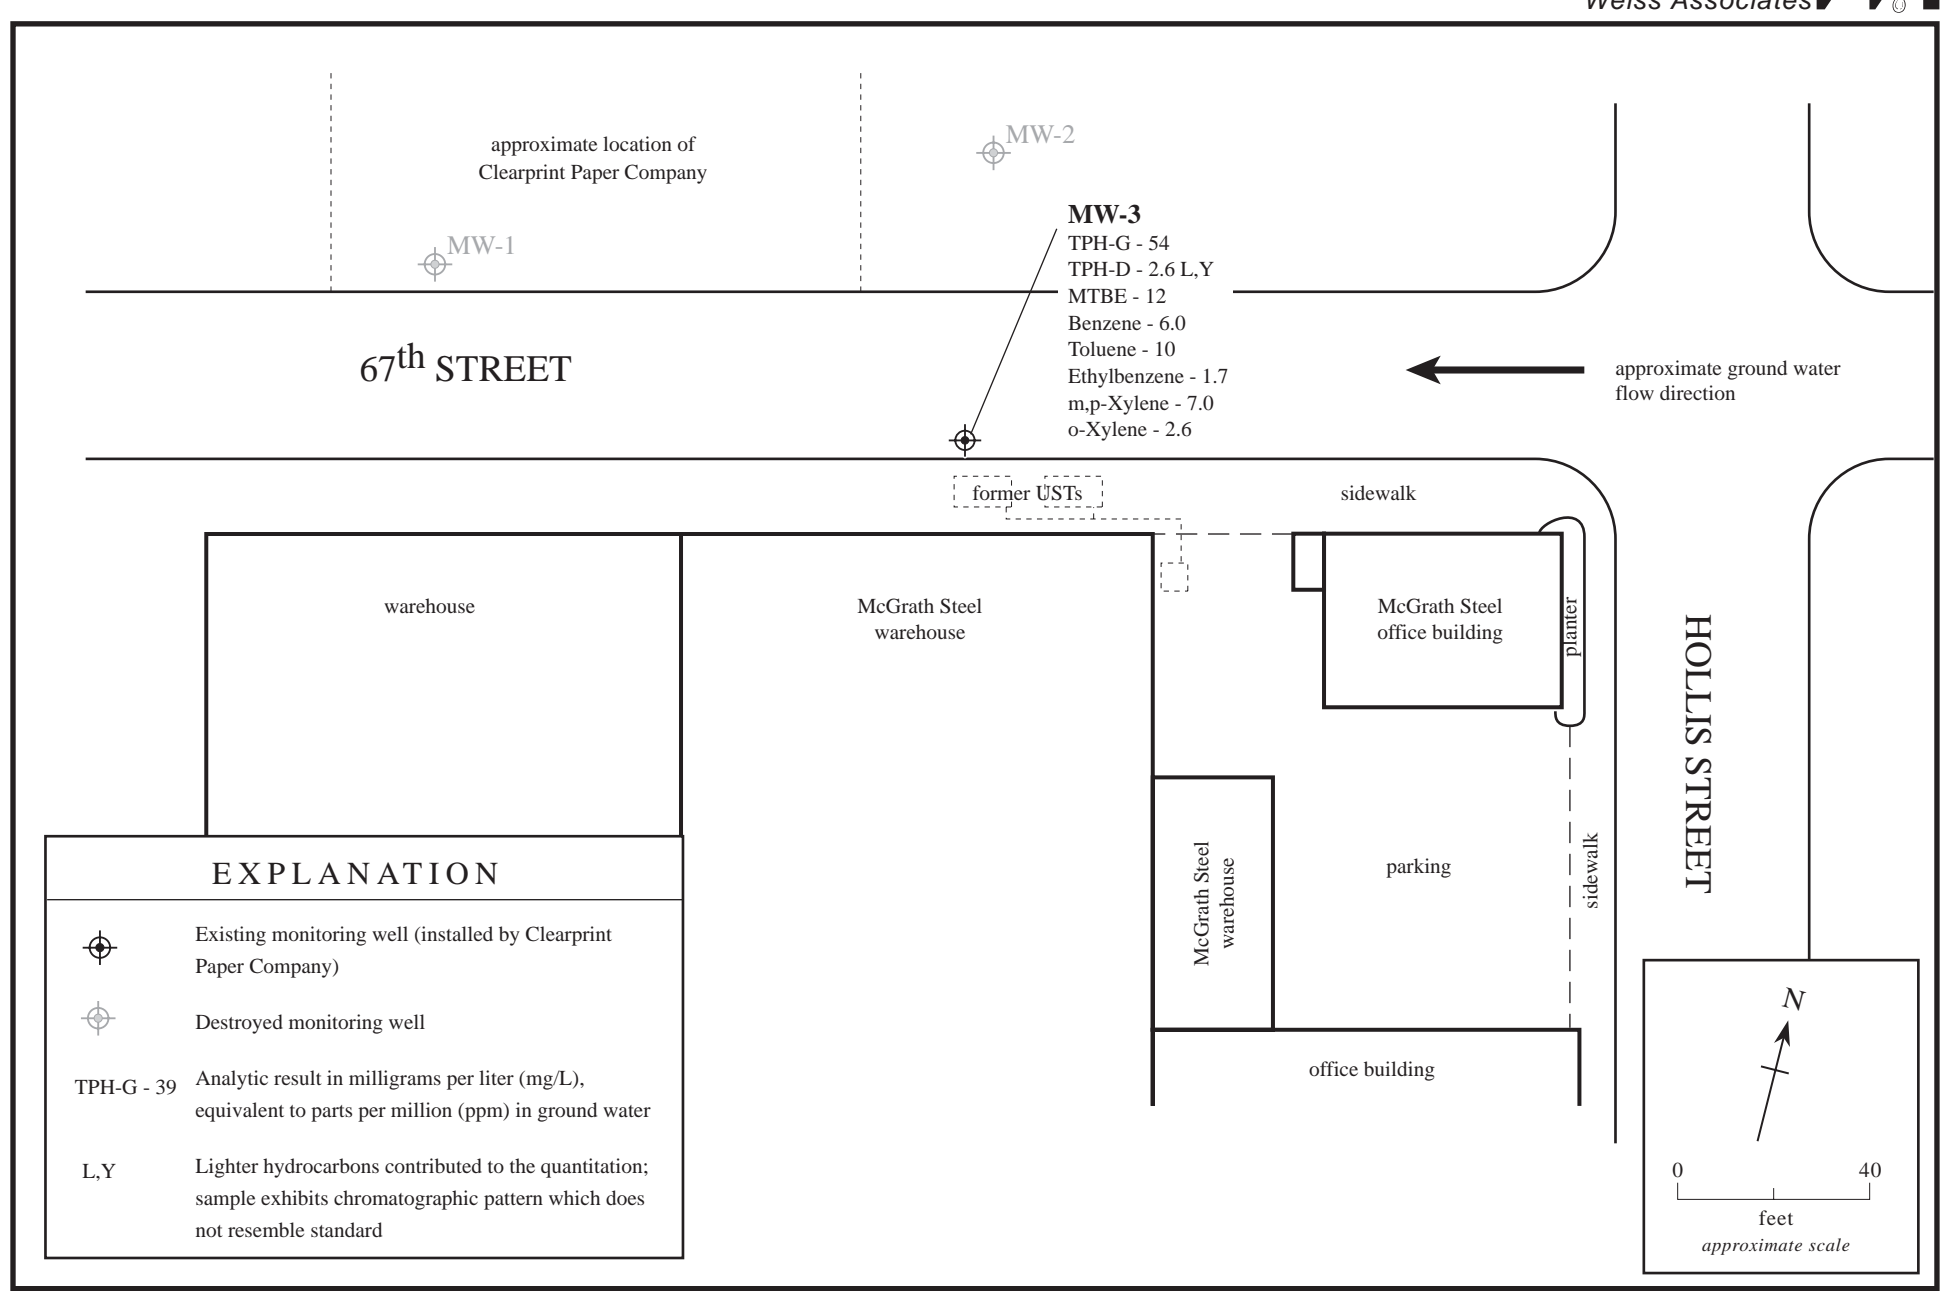 Weiss Associates
approximate location of
Clearprint Paper Company
MW-2
MW-1
MW-3
TPH-G - 54
TPH-D - 2.6 L,Y
MTBE - 12
Benzene - 6.0
Toluene - 10
Ethylbenzene - 1.7
m,p-Xylene - 7.0
o-Xylene - 2.6
67th STREET
approximate ground water
flow direction
former USTs
sidewalk
warehouse
McGrath Steel
warehouse
McGrath Steel
office building
planter
HOLLIS STREET
McGrath Steel
warehouse
parking
sidewalk
office building
EXPLANATION
Existing monitoring well (installed by Clearprint
Paper Company)
Destroyed monitoring well
TPH-G - 39
Analytic result in milligrams per liter (mg/L),
equivalent to parts per million (ppm) in ground water
L,Y
Lighter hydrocarbons contributed to the quantitation;
sample exhibits chromatographic pattern which does
not resemble standard
N
0 40
feet
approximate scale